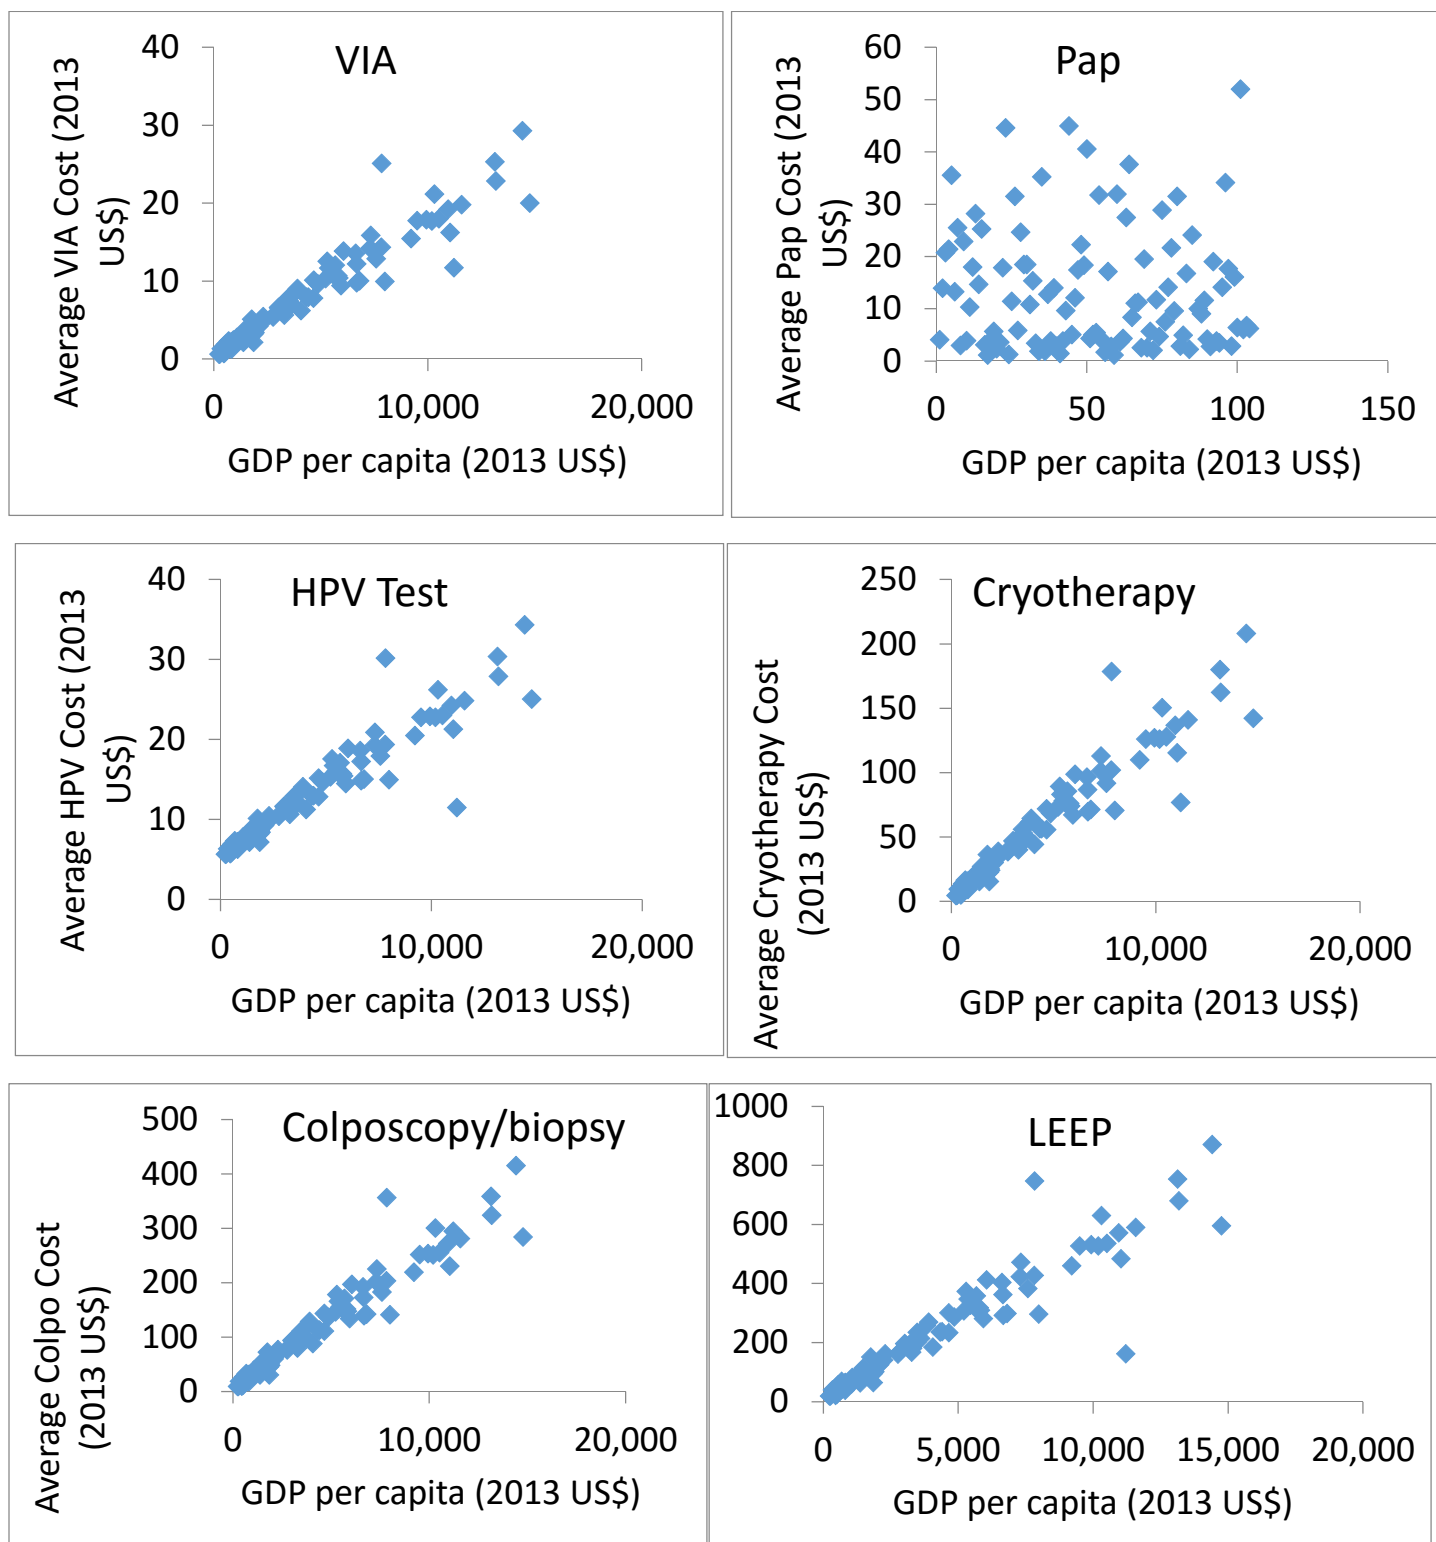 VIA
Average VIA Cost (2013
US$)
40
30
20
10
0
0 10,000 20,000
GDP per capita (2013 US$)
Pap
Average Pap Cost (2013
US$)
60
50
40
30
20
10
0
0 50 100 150
GDP per capita (2013 US$)
HPV Test
Average HPV Cost (2013
US$)
40
30
20
10
0
0 10,000 20,000
GDP per capita (2013 US$)
Cryotherapy
Average Cryotherapy Cost
(2013 US$)
250
200
150
100
50
0
0 10,000 20,000
GDP per capita (2013 US$)
Colposcopy/biopsy
Average Colpo Cost
(2013 US$)
500
400
300
200
100
0
0 10,000 20,000
GDP per capita (2013 US$)
LEEP
1000
800
600
400
200
0
0 5,000 10,000 15,000 20,000
GDP per capita (2013 US$)